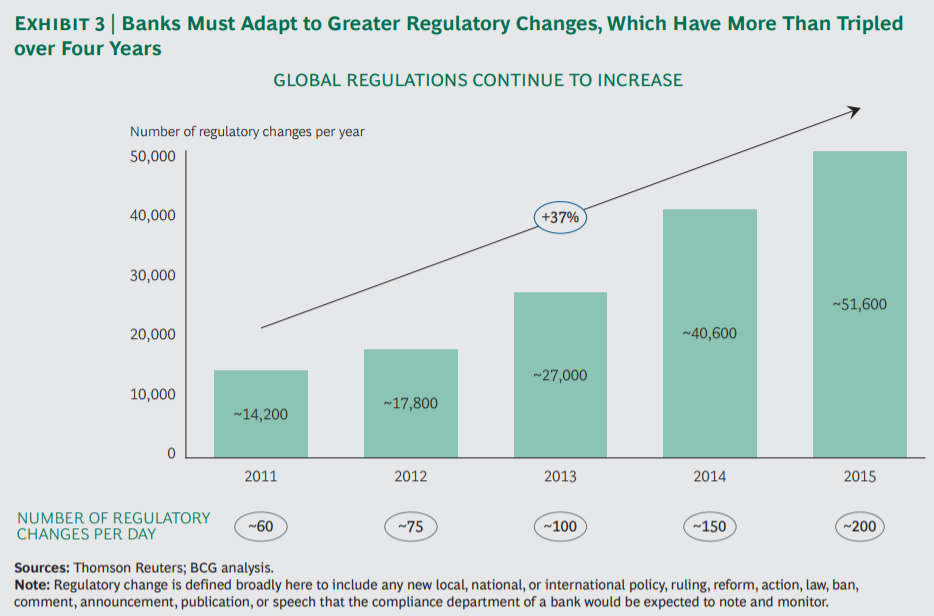 EXHIBIT 3 | Banks Must Adapt to Greater Regulatory Changes, Which Have More Than Tripled
over Four Years
GLOBAL REGULATIONS CONTINUE TO INCREASE
Number of regulatory changes per year
50,000
40,000
30,000
20,000
10,000
0
+37%
~14,200
~17,800
~27,000
~40,600
~51,600
2011 2012 2013 2014 2015
NUMBER OF REGULATORY
CHANGES PER DAY
~60 ~75 ~100 ~150 ~200
Sources: Thomson Reuters; BCG analysis.
Note: Regulatory change is defined broadly here to include any new local, national, or international policy, ruling, reform, action, law, ban,
comment, announcement, publication, or speech that the compliance department of a bank would be expected to note and monitor.